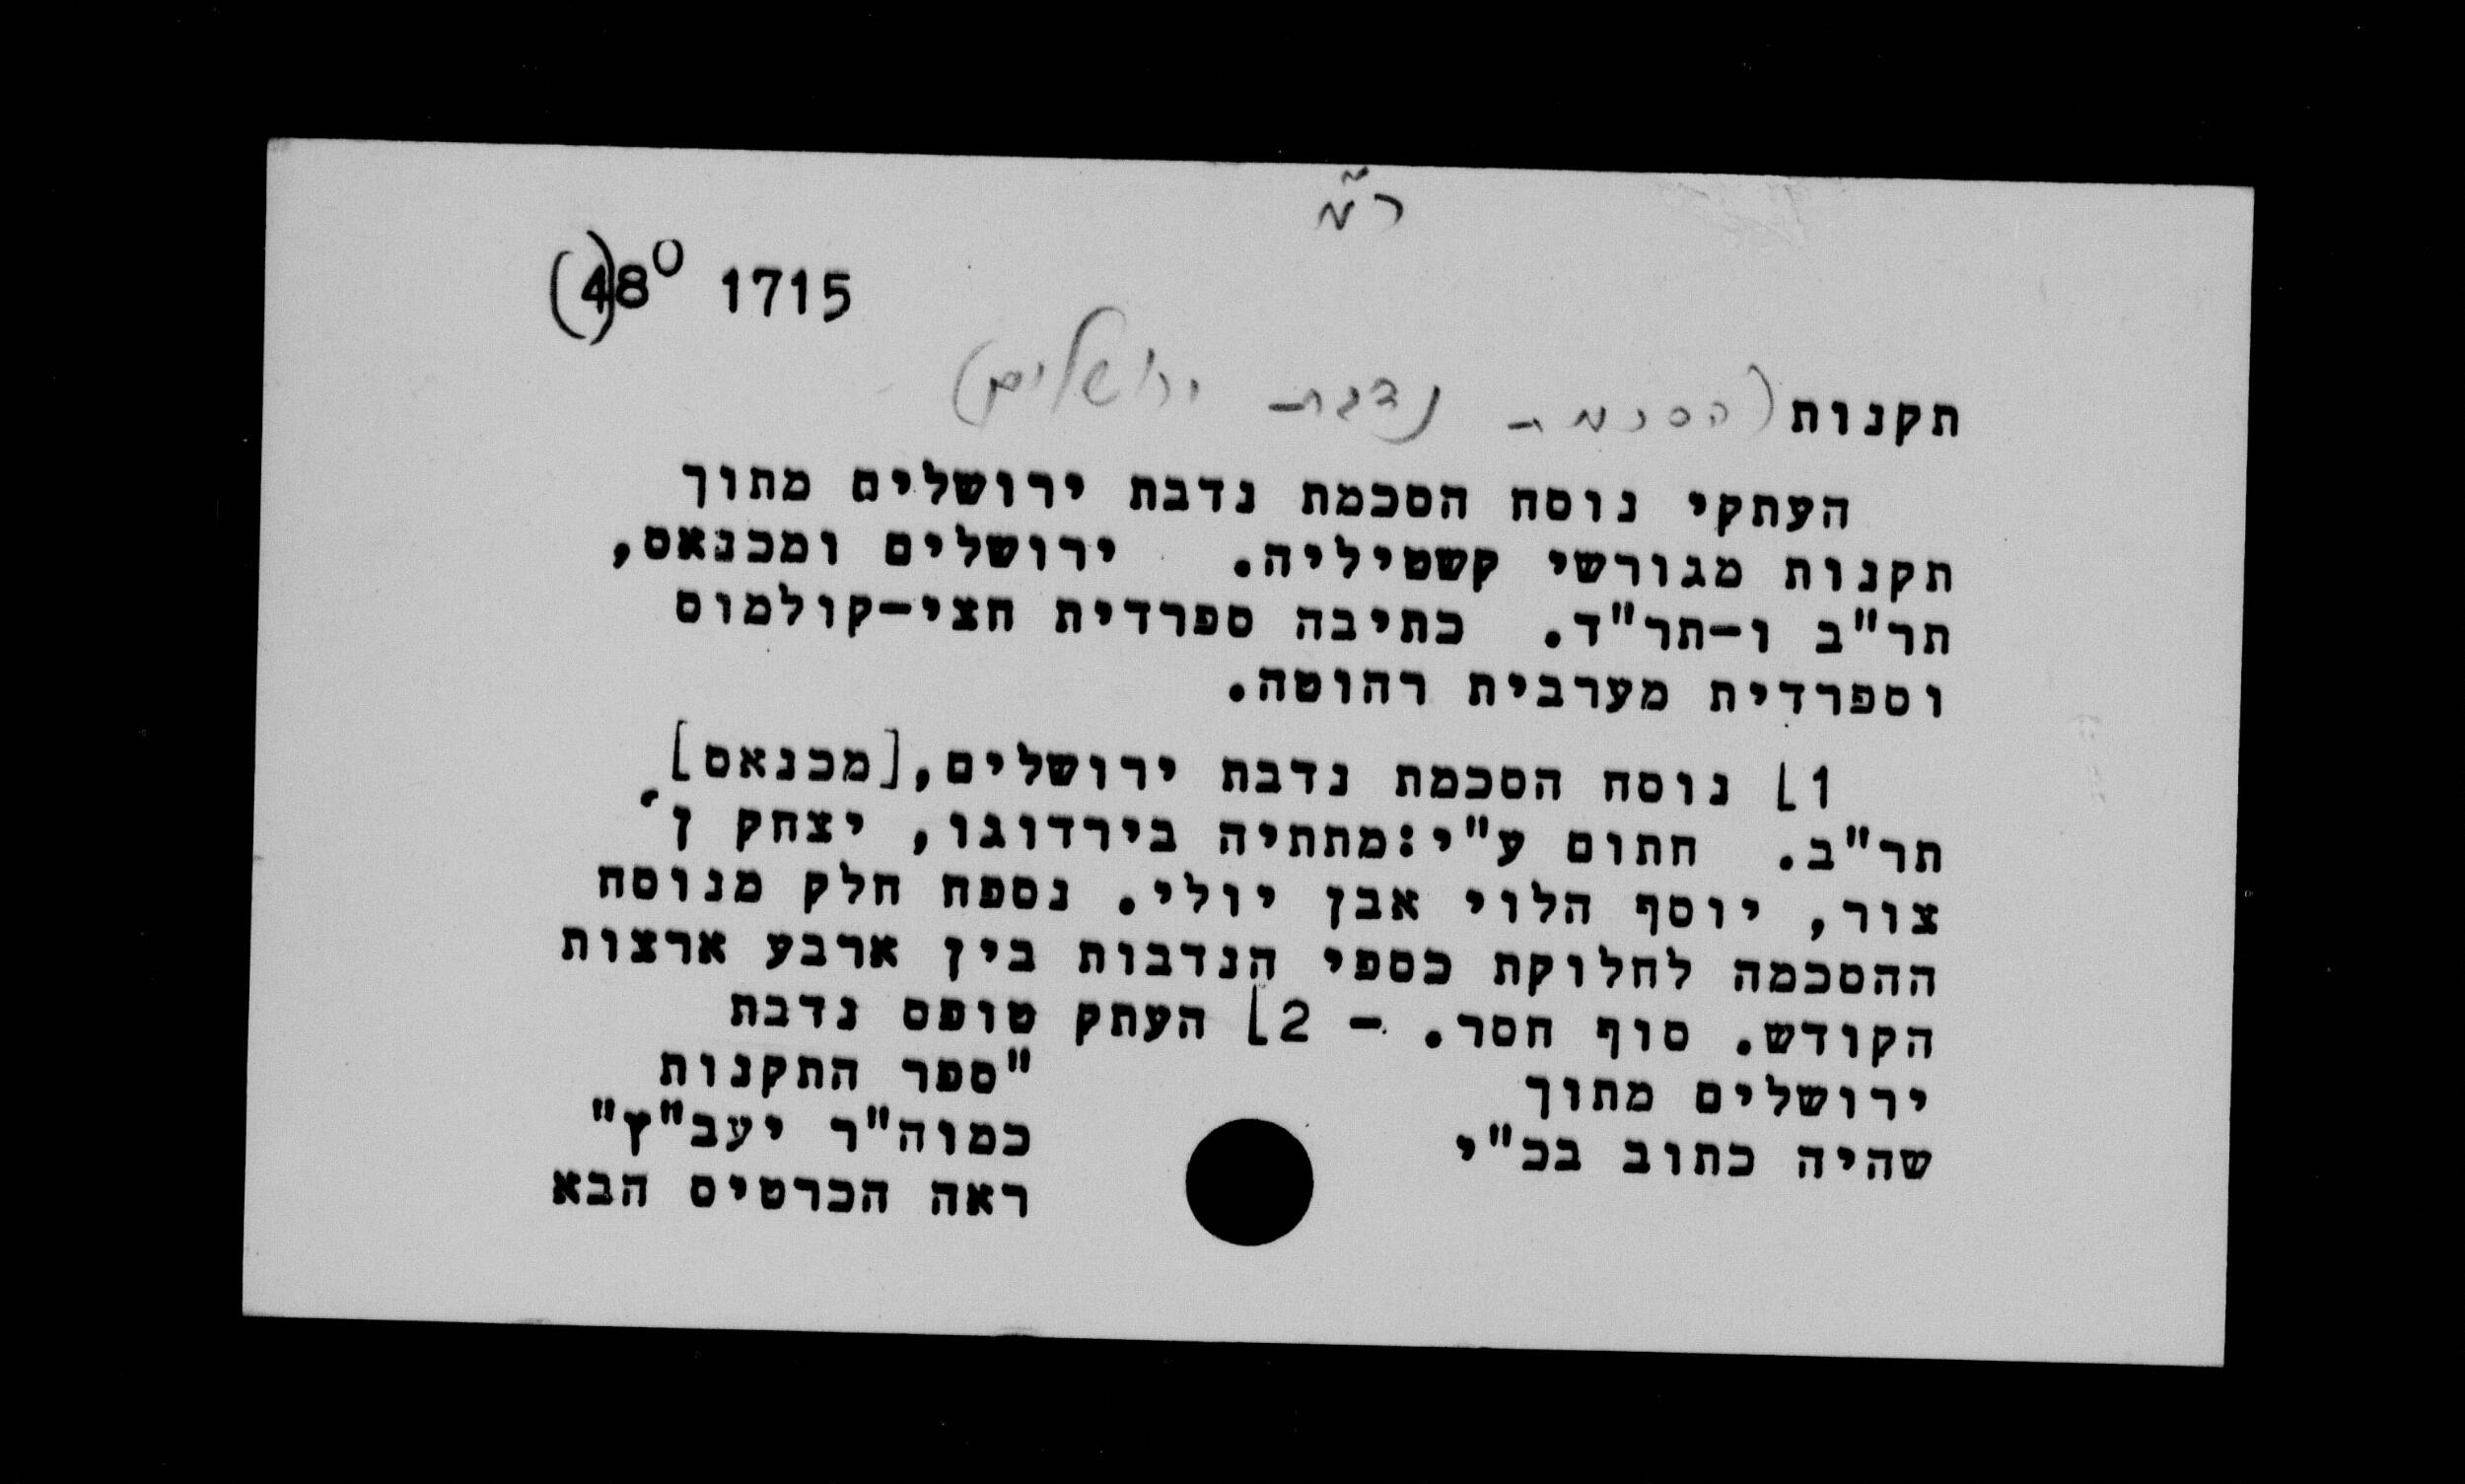 (4)8° 1715
תקנות (הסכמת נדבת ירושלים)
העתקי נוסח הסכמת נדבת ירושלים מתוך
תקנות מגורשי קשטיליה. ירושלים ומכנאס,
תר"ב ו-תר"ד. כתיבה ספרדית חצי-קולמוס
וספרדית מערבית רהוטה.
1] נוסח הסכמת נדבת ירושלים,[מכנאס]
תר"ב. חתום ע"י:מתתיה בירדוגו, יצחק ן'
צור, יוסף הלוי אבן יולי. נספח חלק מנוסח
ההסכמה לחלוקת כספי הנדבות בין ארבע ארצות
הקודש. סוף חסר. - 2] העתק טופס נדבת
ירושלים מתוך "ספר התקנות
שהיה כתוב בכ"י כמוה"ר יעב"ץ"
ראה הכרטיס הבא